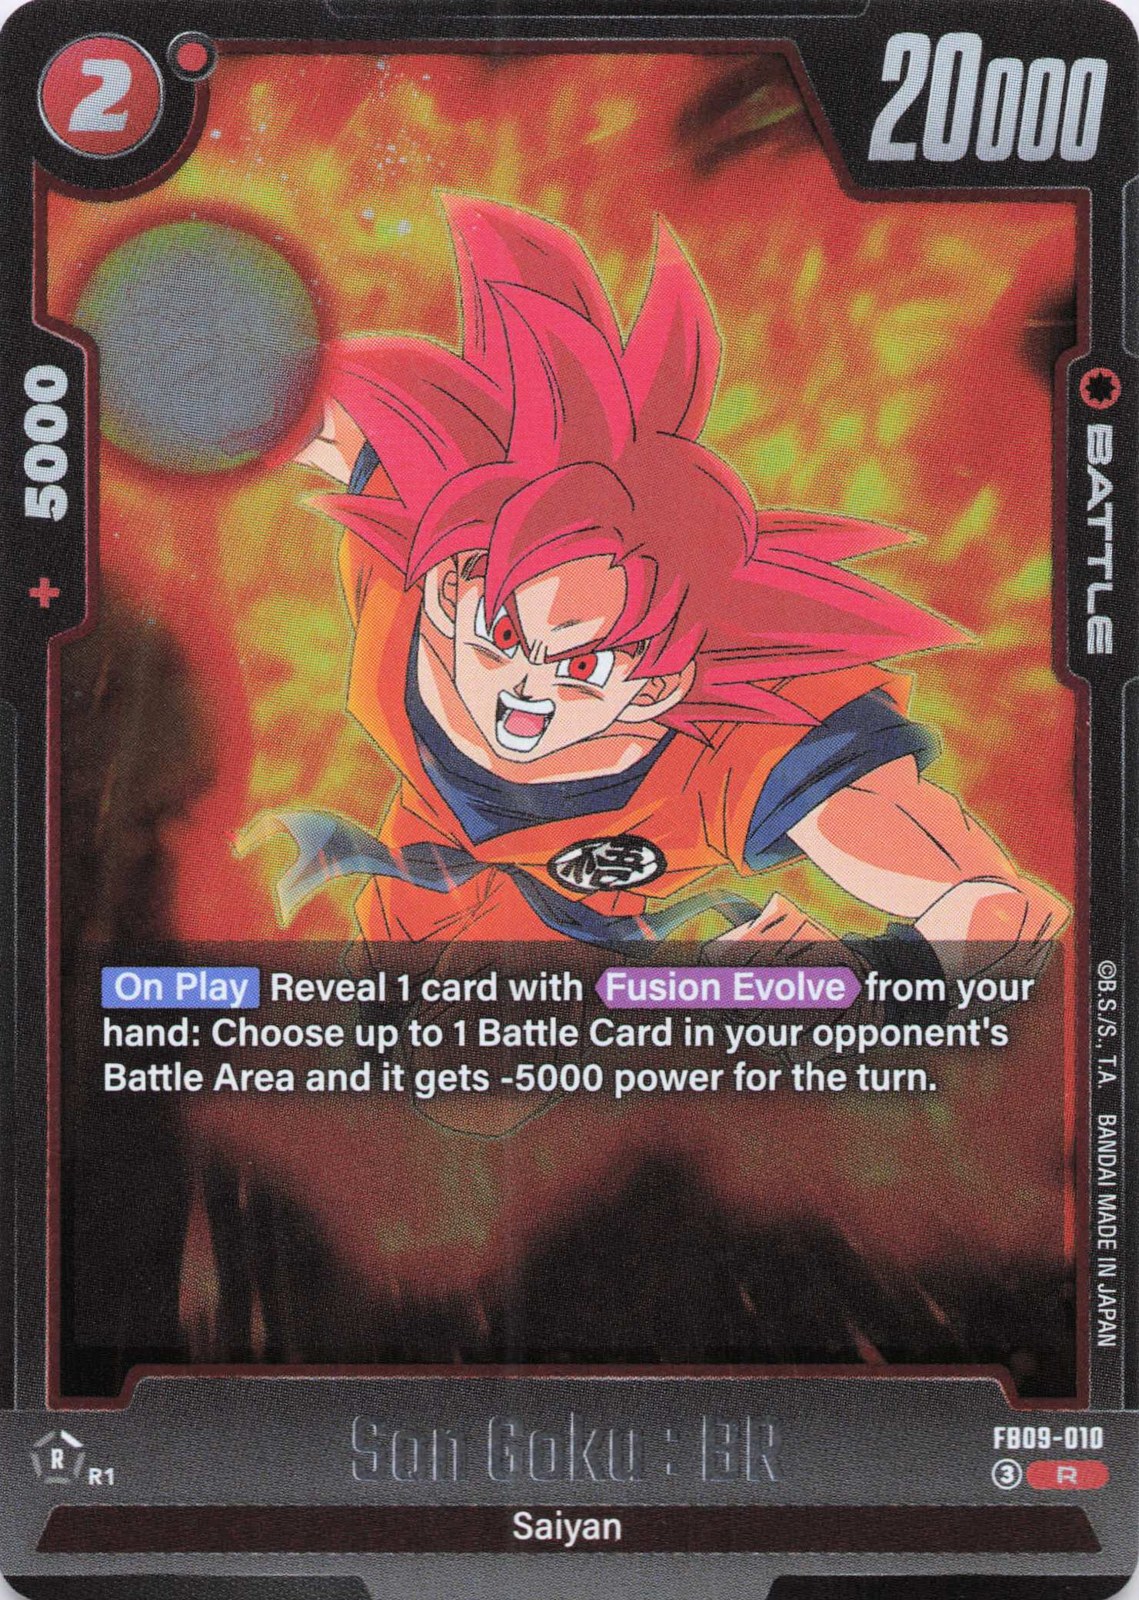 2
20000
+ 5000
BATTLE
悟
On Play Reveal 1 card with Fusion Evolve from your
hand: Choose up to 1 Battle Card in your opponent's
Battle Area and it gets -5000 power for the turn.
©B.S./S., T.A. BANDAI MADE IN JAPAN
Son Goku : BR
FB09-010
R
R1
3 R
Saiyan